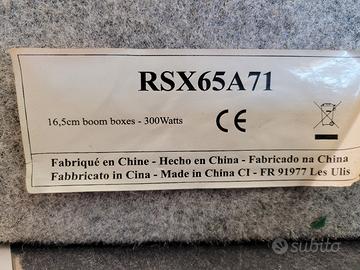 RSX65A71
16,5cm boom boxes - 300Watts
CE
Fabriqué en Chine - Hecho en China - Fabricado na China
Fabbricato in Cina - Made in China CI - FR 91977 Les Ulis
subito